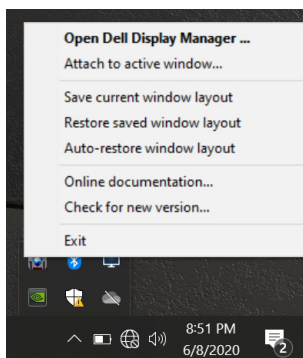 Open Dell Display Manager ...
Attach to active window...
Save current window layout
Restore saved window layout
Auto-restore window layout
Online documentation...
Check for new version...
Exit
8:51 PM
6/8/2020
2